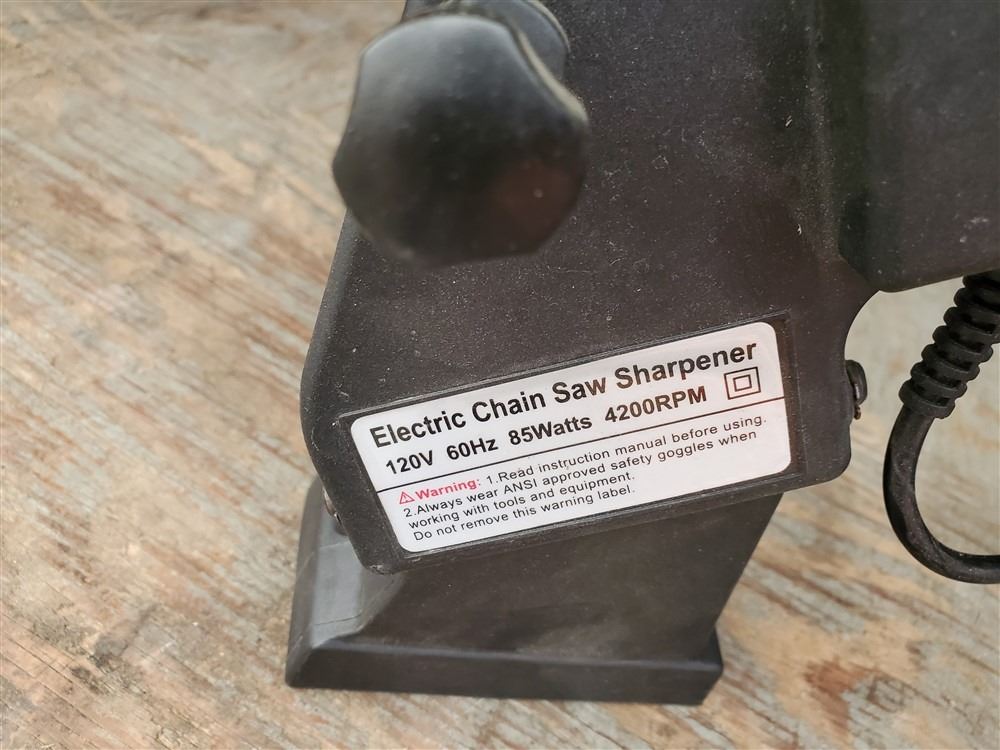 Electric Chain Saw Sharpener
120V 60Hz 85Watts 4200RPM
Warning: 1.Read instruction manual before using.
2.Always wear ANSI approved safety goggles when
working with tools and equipment.
Do not remove this warning label.